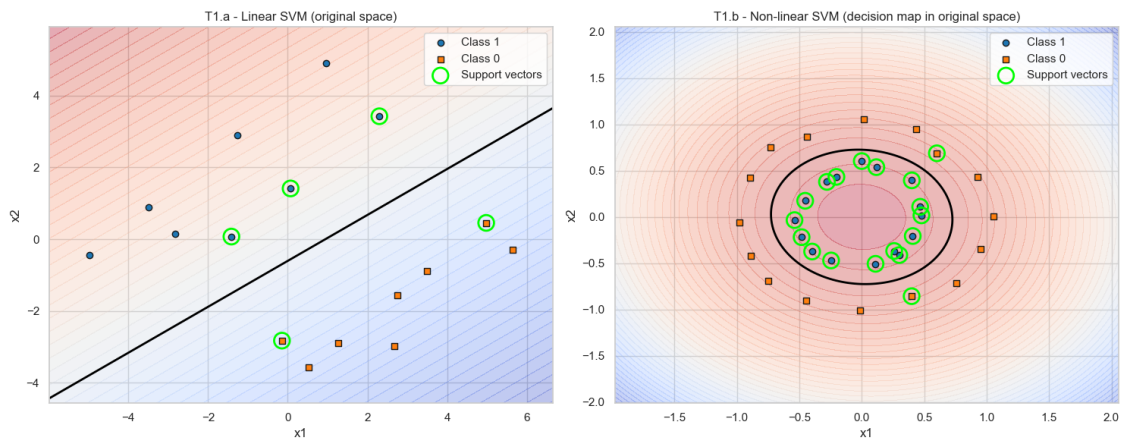 T1.a - Linear SVM (original space)
Class 1
Class 0
Support vectors
4
2
0
−2
−4
x2
−4
−2
0
2
4
6
x1
T1.b - Non-linear SVM (decision map in original space)
Class 1
Class 0
Support vectors
2.0
1.5
1.0
0.5
0.0
−0.5
−1.0
−1.5
−2.0
x2
−1.5
−1.0
−0.5
0.0
0.5
1.0
1.5
2.0
x1